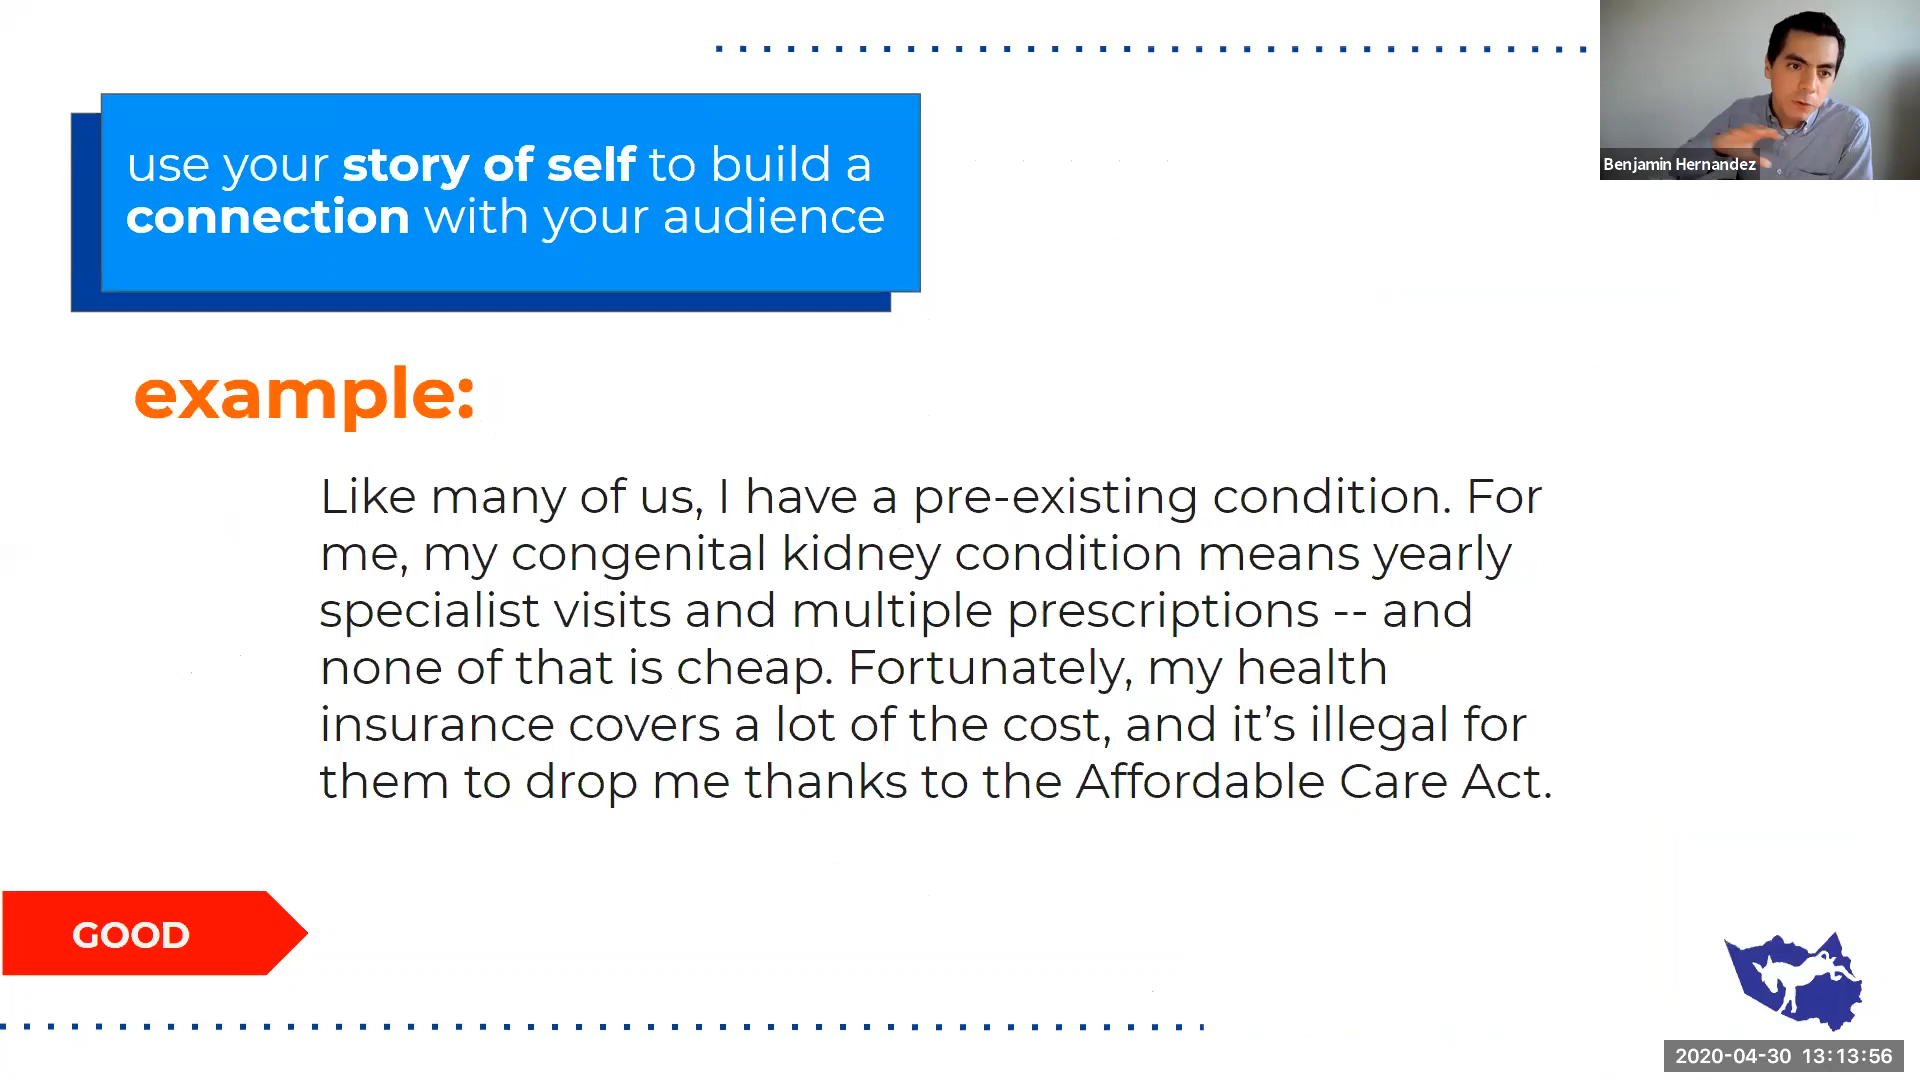 use your story of self to build a
connection with your audience
Benjamin Hernandez
example:
Like many of us, I have a pre-existing condition. For
me, my congenital kidney condition means yearly
specialist visits and multiple prescriptions -- and
none of that is cheap. Fortunately, my health
insurance covers a lot of the cost, and it’s illegal for
them to drop me thanks to the Affordable Care Act.
GOOD
2020-04-30 13:13:56